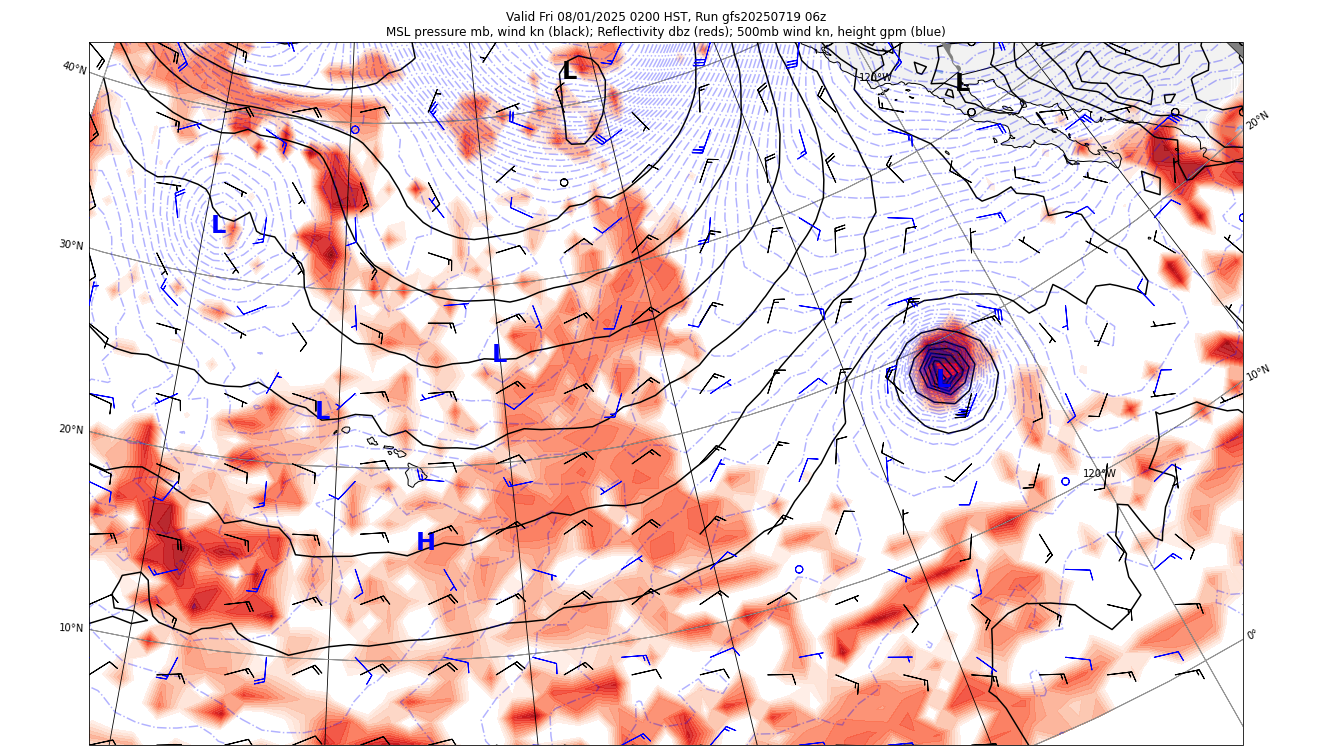 Valid Fri 08/01/2025 0200 HST, Run gfs20250719 06z
MSL pressure mb, wind kn (black); Reflectivity dbz (reds); 500mb wind kn, height gpm (blue)
40°N
L
120°W
L
20°N
L
30°N
L
L
10°N
L
20°N
120°W
H
10°N
0°